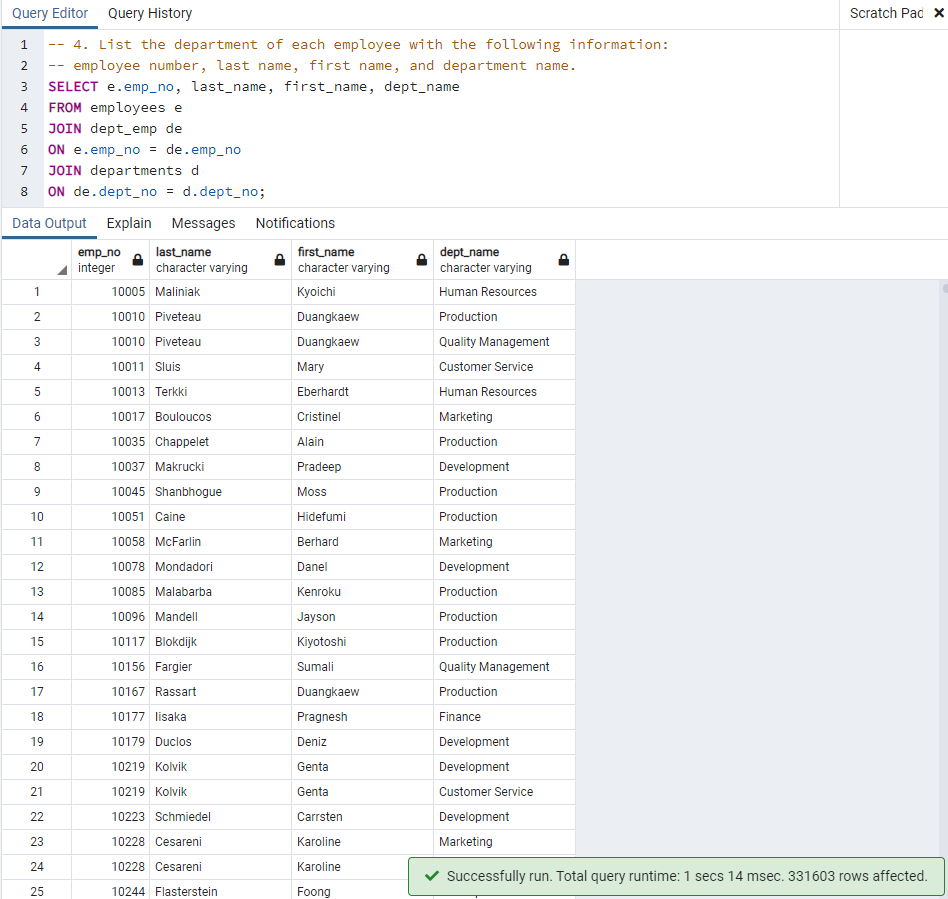 Query Editor Query History Scratch Pad ×
1 -- 4. List the department of each employee with the following information:
2 -- employee number, last name, first name, and department name.
3 SELECT e.emp_no, last_name, first_name, dept_name
4 FROM employees e
5 JOIN dept_emp de
6 ON e.emp_no = de.emp_no
7 JOIN departments d
8 ON de.dept_no = d.dept_no;
Data Output Explain Messages Notifications
emp_no last_name first_name dept_name
integer character varying character varying character varying
1 10005 Maliniak Kyoichi Human Resources
2 10010 Piveteau Duangkaew Production
3 10010 Piveteau Duangkaew Quality Management
4 10011 Sluis Mary Customer Service
5 10013 Terkki Eberhardt Human Resources
6 10017 Bouloucos Cristinel Marketing
7 10035 Chappelet Alain Production
8 10037 Makrucki Pradeep Development
9 10045 Shanbhogue Moss Production
10 10051 Caine Hidefumi Production
11 10058 McFarlin Berhard Marketing
12 10078 Mondadori Danel Development
13 10085 Malabarba Kenroku Production
14 10096 Mandell Jayson Production
15 10117 Blokdijk Kiyotoshi Production
16 10156 Fargier Sumali Quality Management
17 10167 Rassart Duangkaew Production
18 10177 Iisaka Pragnesh Finance
19 10179 Duclos Deniz Development
20 10219 Kolvik Genta Development
21 10219 Kolvik Genta Customer Service
22 10223 Schmiedel Carrsten Development
23 10228 Cesareni Karoline Marketing
24 10228 Cesareni Karoline
25 10244 Flasterstein Foong
Successfully run. Total query runtime: 1 secs 14 msec. 331603 rows affected.